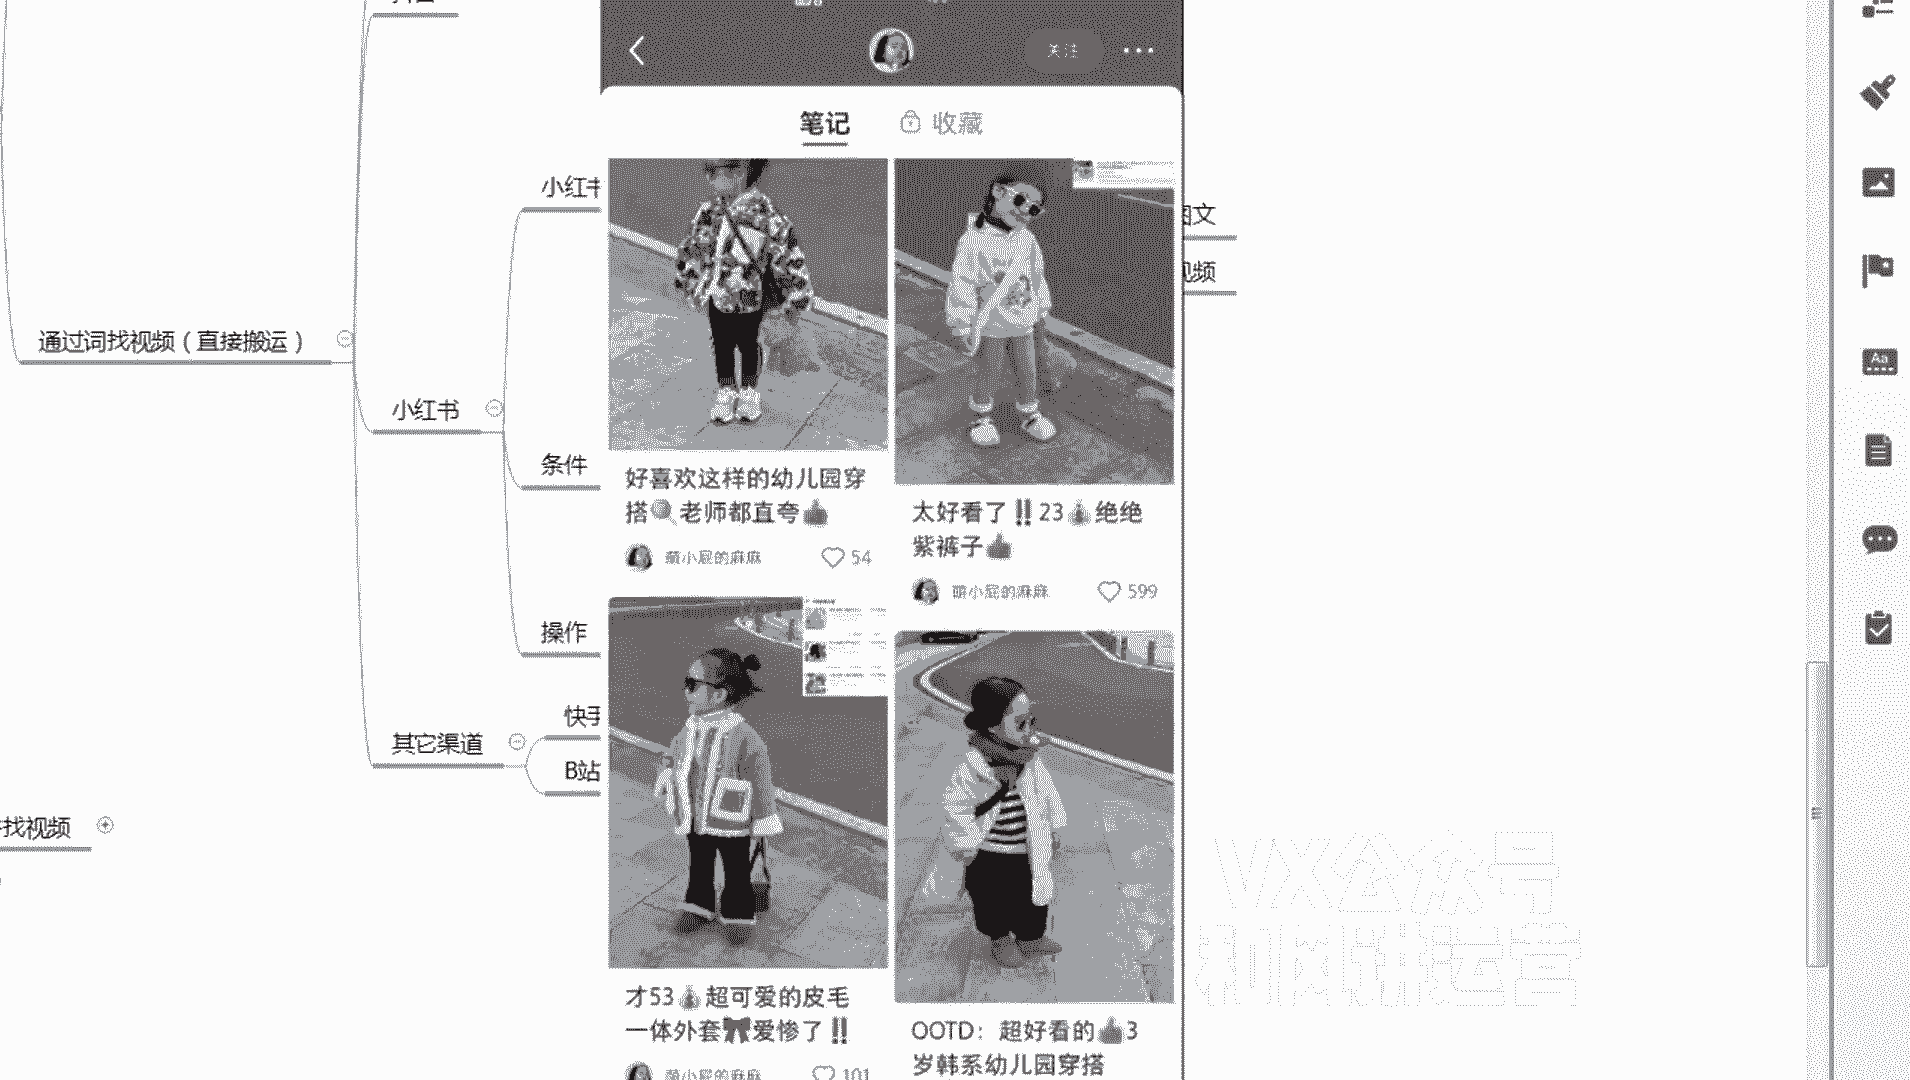 通过词找视频（直接搬运）
小红书
条件
操作
其它渠道
快手
B站
找视频
小红书
图文
视频
关注
笔记
收藏
好喜欢这样的幼儿园穿
搭🔍老师都直夸👍
萌小屁的麻麻
54
太好看了‼️23💰绝绝
紫裤子👍
萌小屁的麻麻
599
才53💰超可爱的皮毛
一体外套🎀爱惨了‼️
萌小屁的麻麻
101
OOTD：超好看的👍3
岁韩系幼儿园穿搭
Aa
VX公众号
和风讲运营